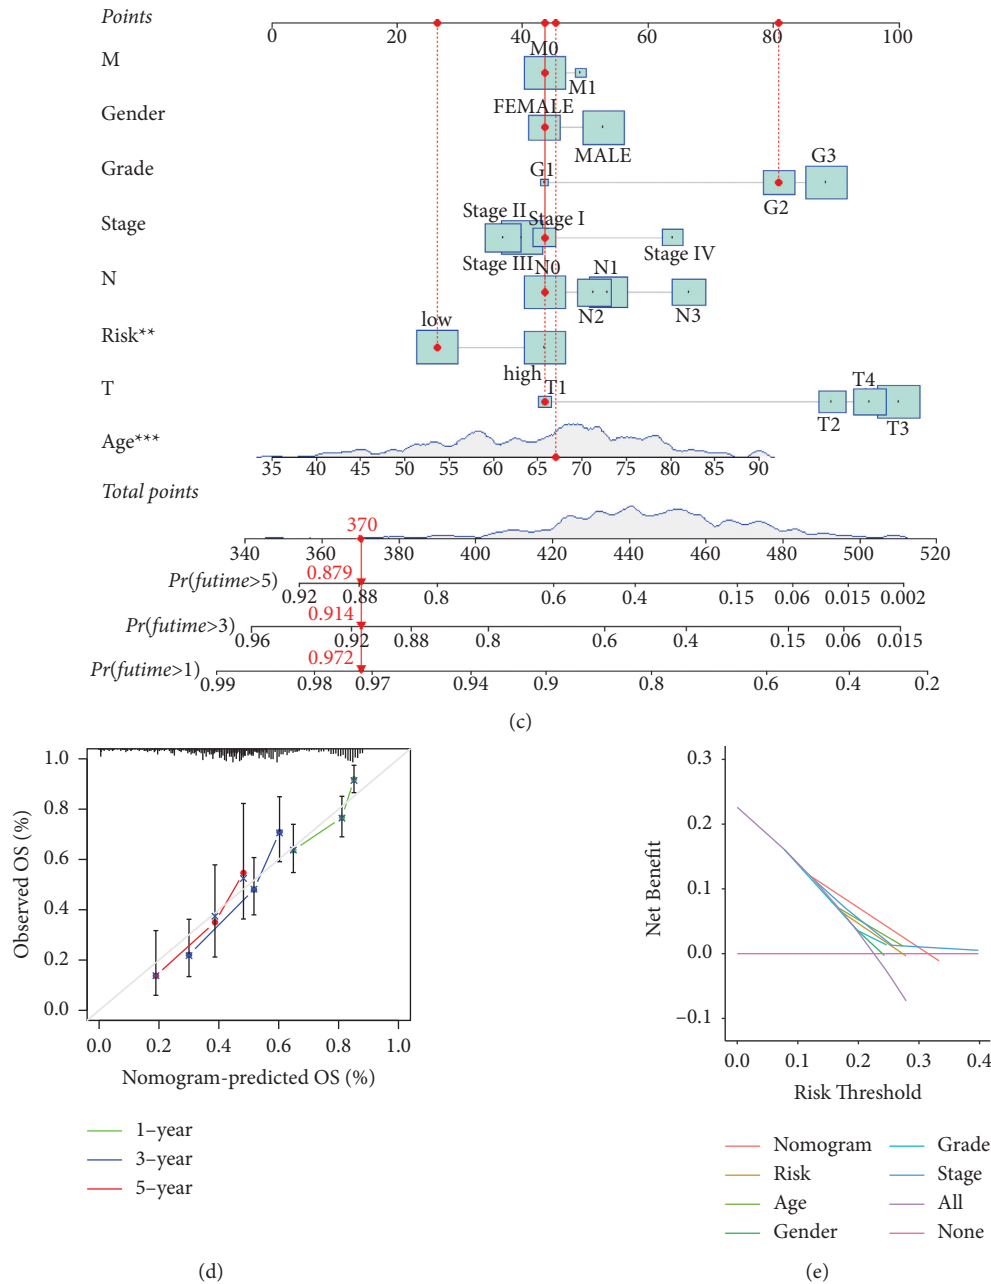 Points
0 20 40 60 80 100
M
M0
M1
Gender
FEMALE
MALE
Grade
G1
G2
G3
Stage
Stage II
Stage I
Stage III
Stage IV
N
N0
N1
N2
N3
Risk**
low
high
T
T1
T2
T4
T3
Age***
35 40 45 50 55 60 65 70 75 80 85 90
Total points
370
340 360 380 400 420 440 460 480 500 520
0.879
Pr(futime>5)
0.92 0.88 0.8 0.6 0.4 0.15 0.06 0.015 0.002
0.914
Pr(futime>3)
0.96 0.92 0.88 0.8 0.6 0.4 0.15 0.06 0.015
0.972
Pr(futime>1)
0.99 0.98 0.97 0.94 0.9 0.8 0.6 0.4 0.2
(c)
Observed OS (%)
1.0
0.8
0.6
0.4
0.2
0.0
0.0 0.2 0.4 0.6 0.8 1.0
Nomogram-predicted OS (%)
1–year
3–year
5–year
(d)
Net Benefit
0.3
0.2
0.1
0.0
–0.1
0.0 0.1 0.2 0.3 0.4
Risk Threshold
Nomogram Grade
Risk Stage
Age All
Gender None
(e)